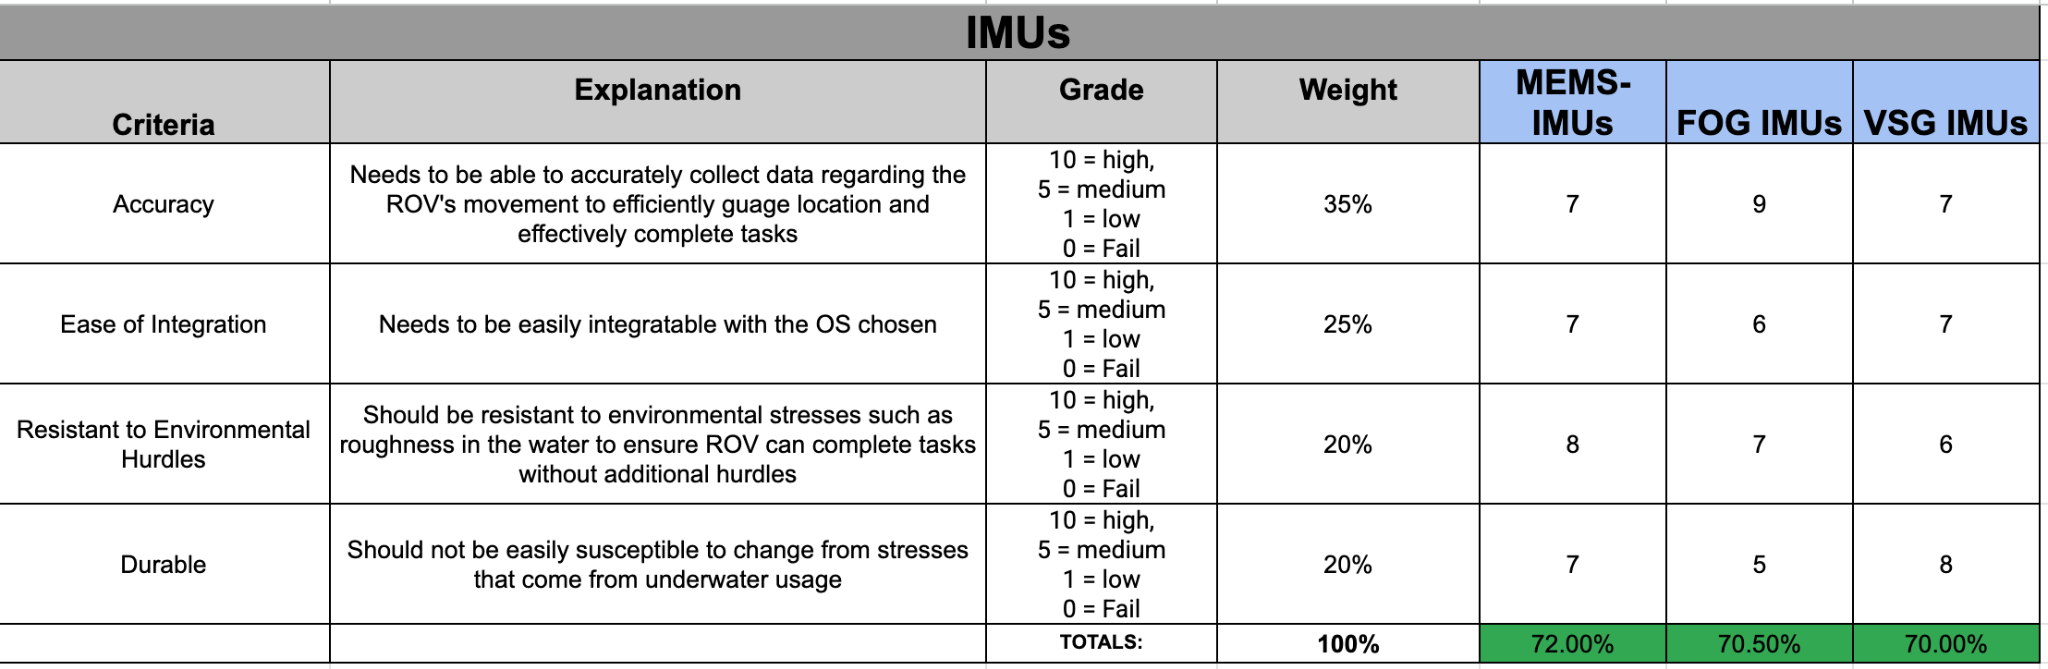 IMUs
Criteria
Explanation
Grade
Weight
MEMS-
IMUs
FOG IMUs
VSG IMUs
Accuracy
Needs to be able to accurately collect data regarding the
ROV's movement to efficiently guage location and
effectively complete tasks
10 = high,
5 = medium
1 = low
0 = Fail
35%
7
9
7
Ease of Integration
Needs to be easily integratable with the OS chosen
10 = high,
5 = medium
1 = low
0 = Fail
25%
7
6
7
Resistant to Environmental
Hurdles
Should be resistant to environmental stresses such as
roughness in the water to ensure ROV can complete tasks
without additional hurdles
10 = high,
5 = medium
1 = low
0 = Fail
20%
8
7
6
Durable
Should not be easily susceptible to change from stresses
that come from underwater usage
10 = high,
5 = medium
1 = low
0 = Fail
20%
7
5
8
TOTALS:
100%
72.00%
70.50%
70.00%